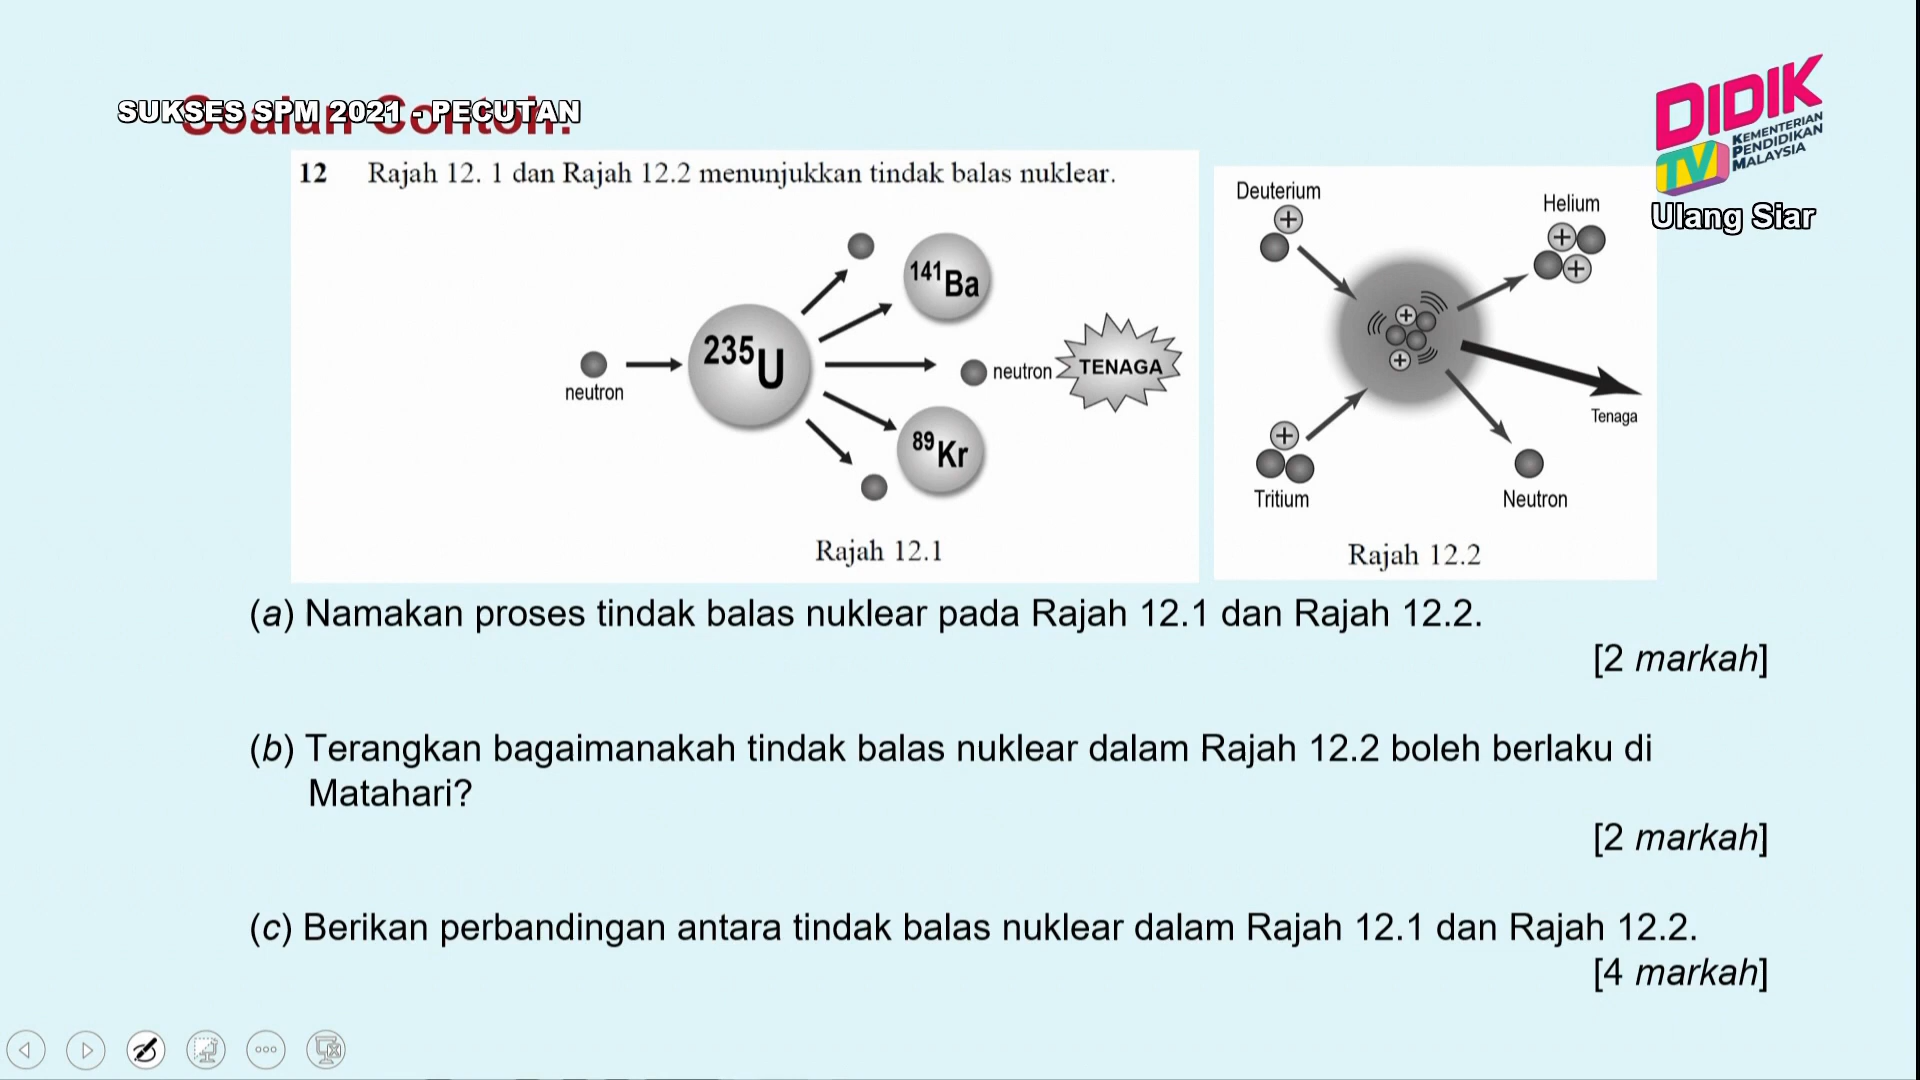 SUKSES SPM 2021 - PECUTAN
Soalan Contoh:
DIDIK
TV
KEMENTERIAN
PENDIDIKAN
MALAYSIA
Ulang Siar
12 Rajah 12. 1 dan Rajah 12.2 menunjukkan tindak balas nuklear.
neutron
235U
141Ba
neutron
TENAGA
89Kr
Rajah 12.1
Deuterium
Helium
Tenaga
Tritium
Neutron
Rajah 12.2
(a) Namakan proses tindak balas nuklear pada Rajah 12.1 dan Rajah 12.2.
[2 markah]
(b) Terangkan bagaimanakah tindak balas nuklear dalam Rajah 12.2 boleh berlaku di
Matahari?
[2 markah]
(c) Berikan perbandingan antara tindak balas nuklear dalam Rajah 12.1 dan Rajah 12.2.
[4 markah]